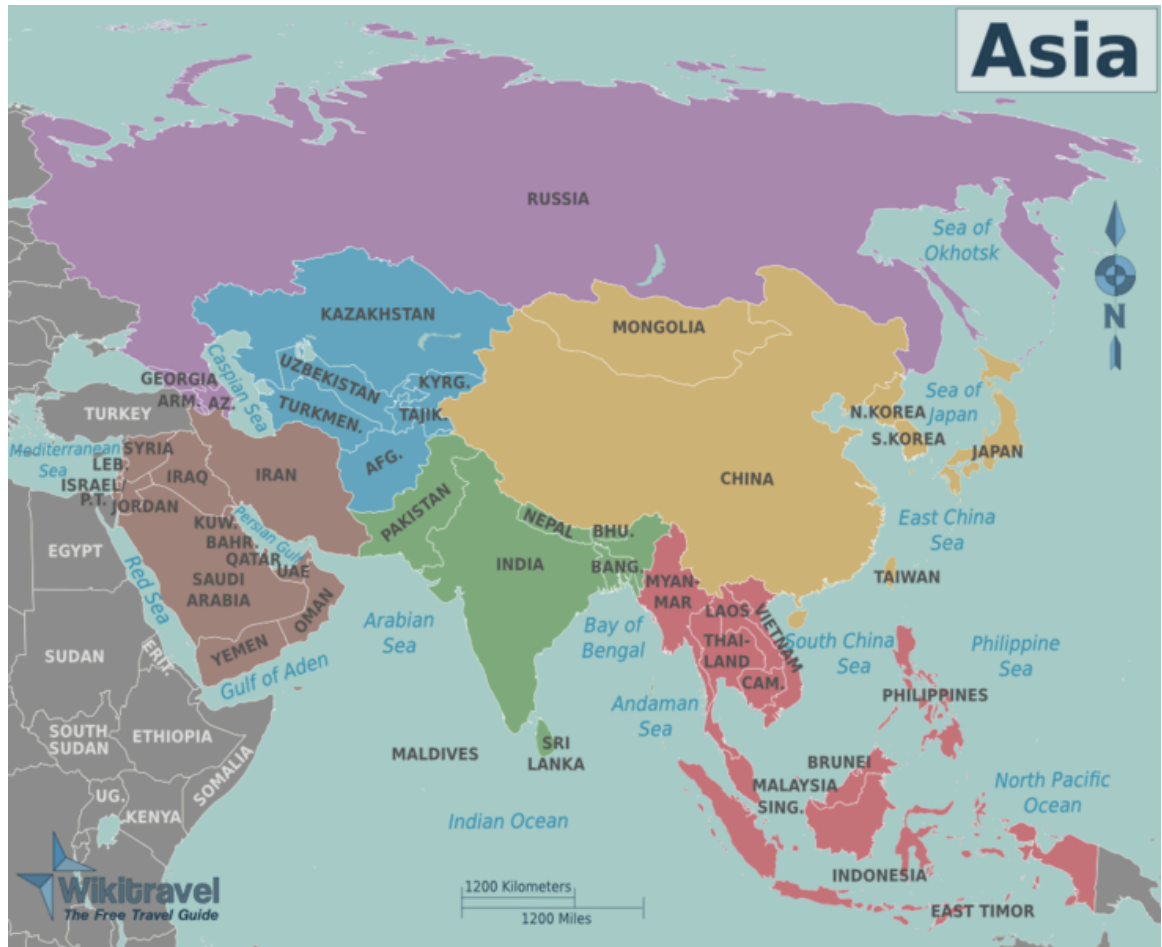 Asia
RUSSIA
Sea of
Okhotsk
N
KAZAKHSTAN
MONGOLIA
Caspian Sea
UZBEKISTAN
KYRG.
GEORGIA
ARM.
AZ.
TURKMEN.
TAJIK.
TURKEY
Sea of
Japan
N.KOREA
S.KOREA
JAPAN
Mediterranean
Sea
SYRIA
LEB.
ISRAEL/
P.T.
JORDAN
IRAQ
IRAN
AFG.
CHINA
PAKISTAN
KUW.
BAHR.
QATAR
UAE
Persian Gulf
NEPAL
BHU.
East China
Sea
EGYPT
Red Sea
SAUDI
ARABIA
OMAN
YEMEN
INDIA
BANG.
MYAN-
MAR
TAIWAN
LAOS
VIETNAM
THAI-
LAND
CAM.
Arabian
Sea
Bay of
Bengal
South China
Sea
Philippine
Sea
SUDAN
ERIT.
Gulf of Aden
Andaman
Sea
PHILIPPINES
SOUTH
SUDAN
ETHIOPIA
SOMALIA
MALDIVES
SRI
LANKA
BRUNEI
MALAYSIA
SING.
North Pacific
Ocean
UG.
KENYA
Indian Ocean
INDONESIA
EAST TIMOR
Wikitravel
The Free Travel Guide
1200 Kilometers
1200 Miles